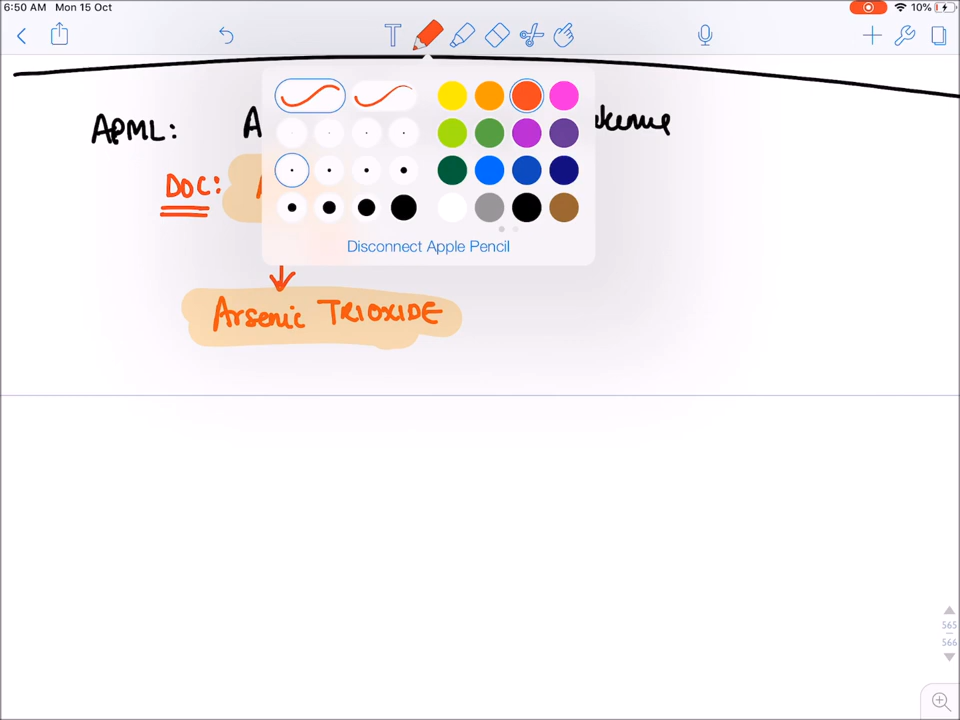 6:50 AM Mon 15 Oct 10%
T
APML: A
DOC:
Disconnect Apple Pencil
Arsenic TRIOXIDE
565
566